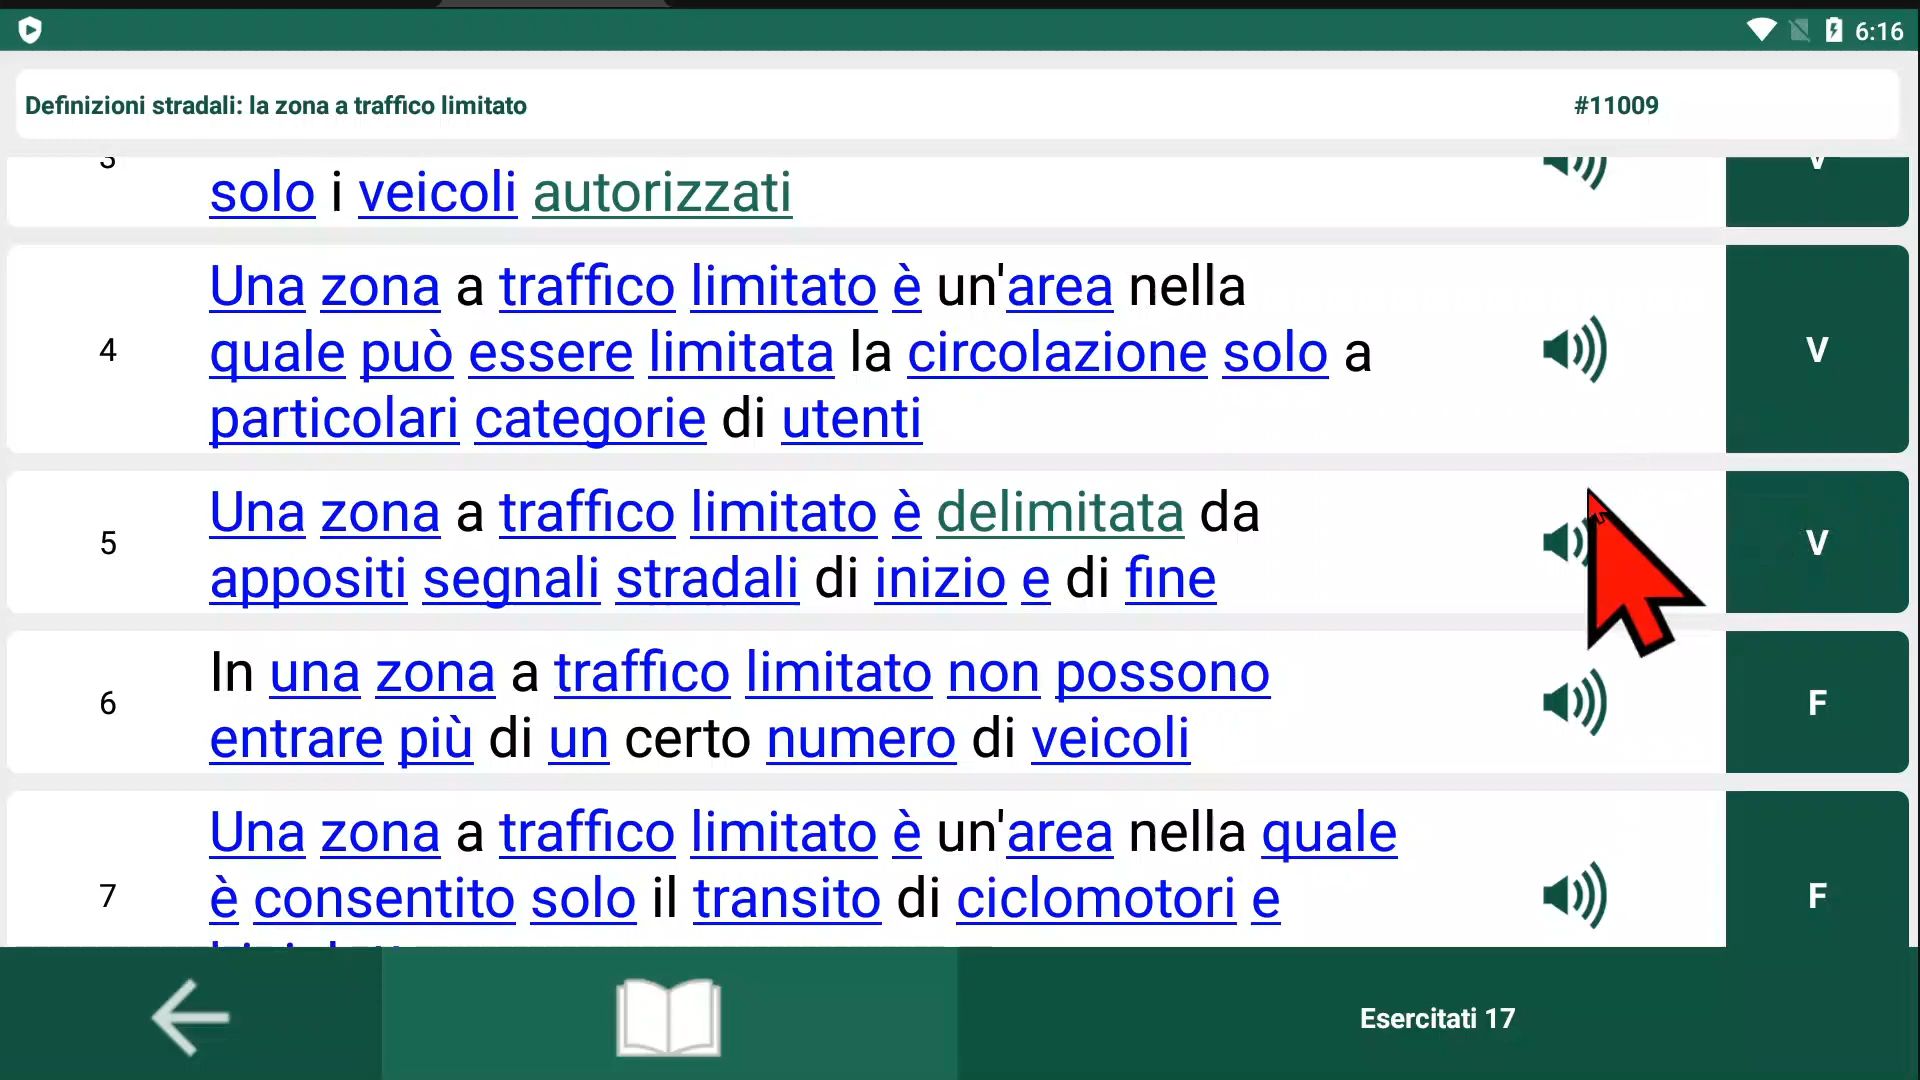 6:16
Definizioni stradali: la zona a traffico limitato
#11009
3
V
solo i veicoli autorizzati
4
Una zona a traffico limitato è un'area nella
quale può essere limitata la circolazione solo a
particolari categorie di utenti
V
5
Una zona a traffico limitato è delimitata da
appositi segnali stradali di inizio e di fine
V
6
In una zona a traffico limitato non possono
entrare più di un certo numero di veicoli
F
7
Una zona a traffico limitato è un'area nella quale
è consentito solo il transito di ciclomotori e
F
Esercitati 17